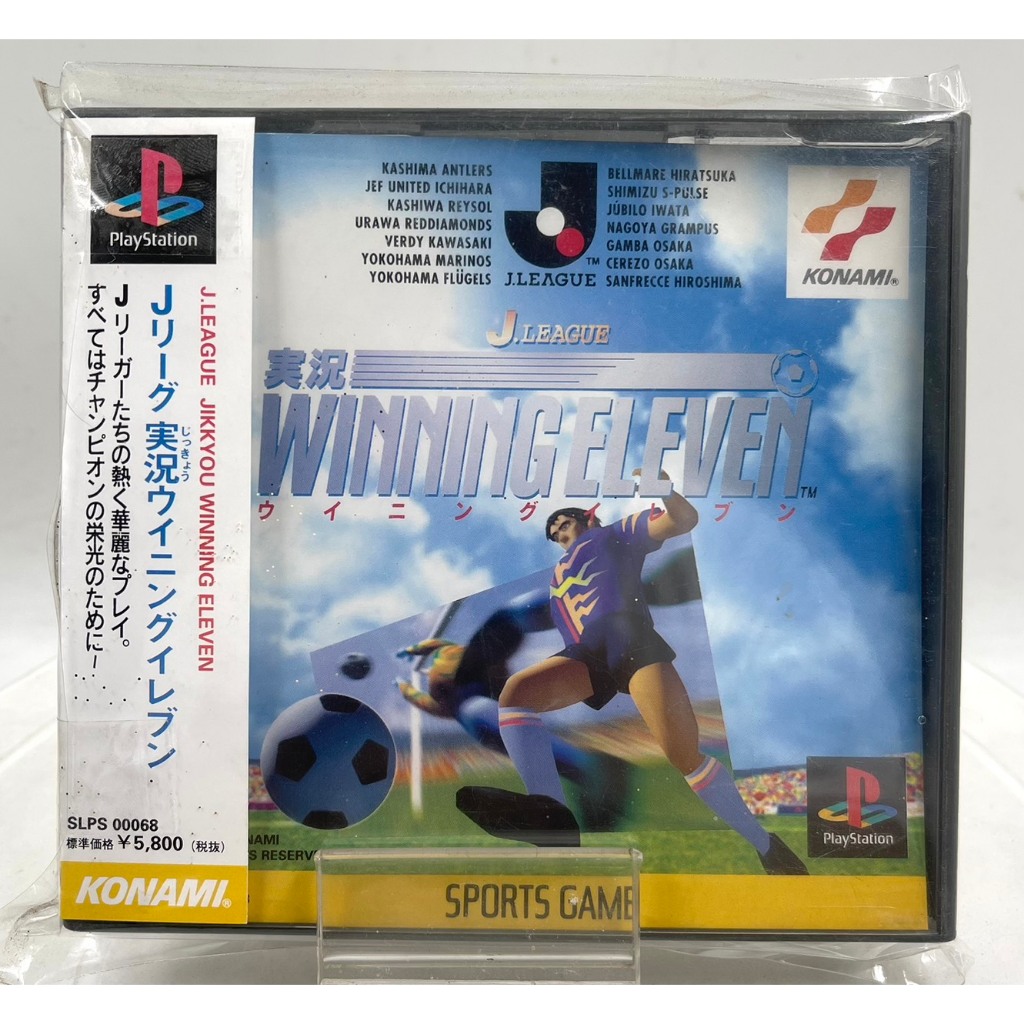 PlayStation
J.LEAGUE JIKKYOU WINNING ELEVEN
Jリーグ 実況ウイニングイレブン
じっきょう
Jリーガーたちの熱く華麗なプレイ。
すべてはチャンピオンの栄光のために−
SLPS 00068
標準価格 ¥5,800 (税抜)
KONAMI®
KASHIMA ANTLERS
JEF UNITED ICHIHARA
KASHIWA REYSOL
URAWA REDDIAMONDS
VERDY KAWASAKI
YOKOHAMA MARINOS
YOKOHAMA FLÜGELS
J.LEAGUE™
BELLMARE HIRATSUKA
SHIMIZU S-PULSE
JÚBILO IWATA
NAGOYA GRAMPUS
GAMBA OSAKA
CEREZO OSAKA
SANFRECCE HIROSHIMA
KONAMI®
J.LEAGUE
実況
WINNING ELEVEN™
ウイニングイレブン
PlayStation
SPORTS GAME